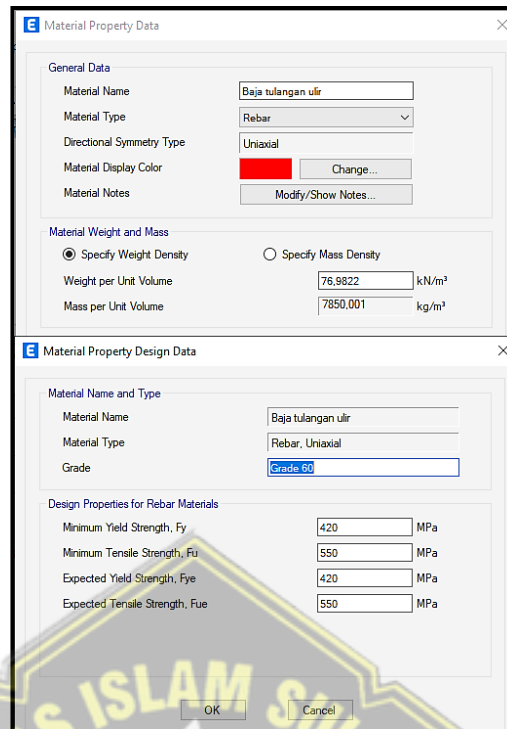 E Material Property Data
General Data
Material Name Baja tulangan ulir
Material Type Rebar
Directional Symmetry Type Uniaxial
Material Display Color Change...
Material Notes Modify/Show Notes...
Material Weight and Mass
Specify Weight Density Specify Mass Density
Weight per Unit Volume 76,9822 kN/m³
Mass per Unit Volume 7850,001 kg/m³
E Material Property Design Data
Material Name and Type
Material Name Baja tulangan ulir
Material Type Rebar, Uniaxial
Grade Grade 60
Design Properties for Rebar Materials
Minimum Yield Strength, Fy 420 MPa
Minimum Tensile Strength, Fu 550 MPa
Expected Yield Strength, Fye 420 MPa
Expected Tensile Strength, Fue 550 MPa
ISLAM
OK Cancel